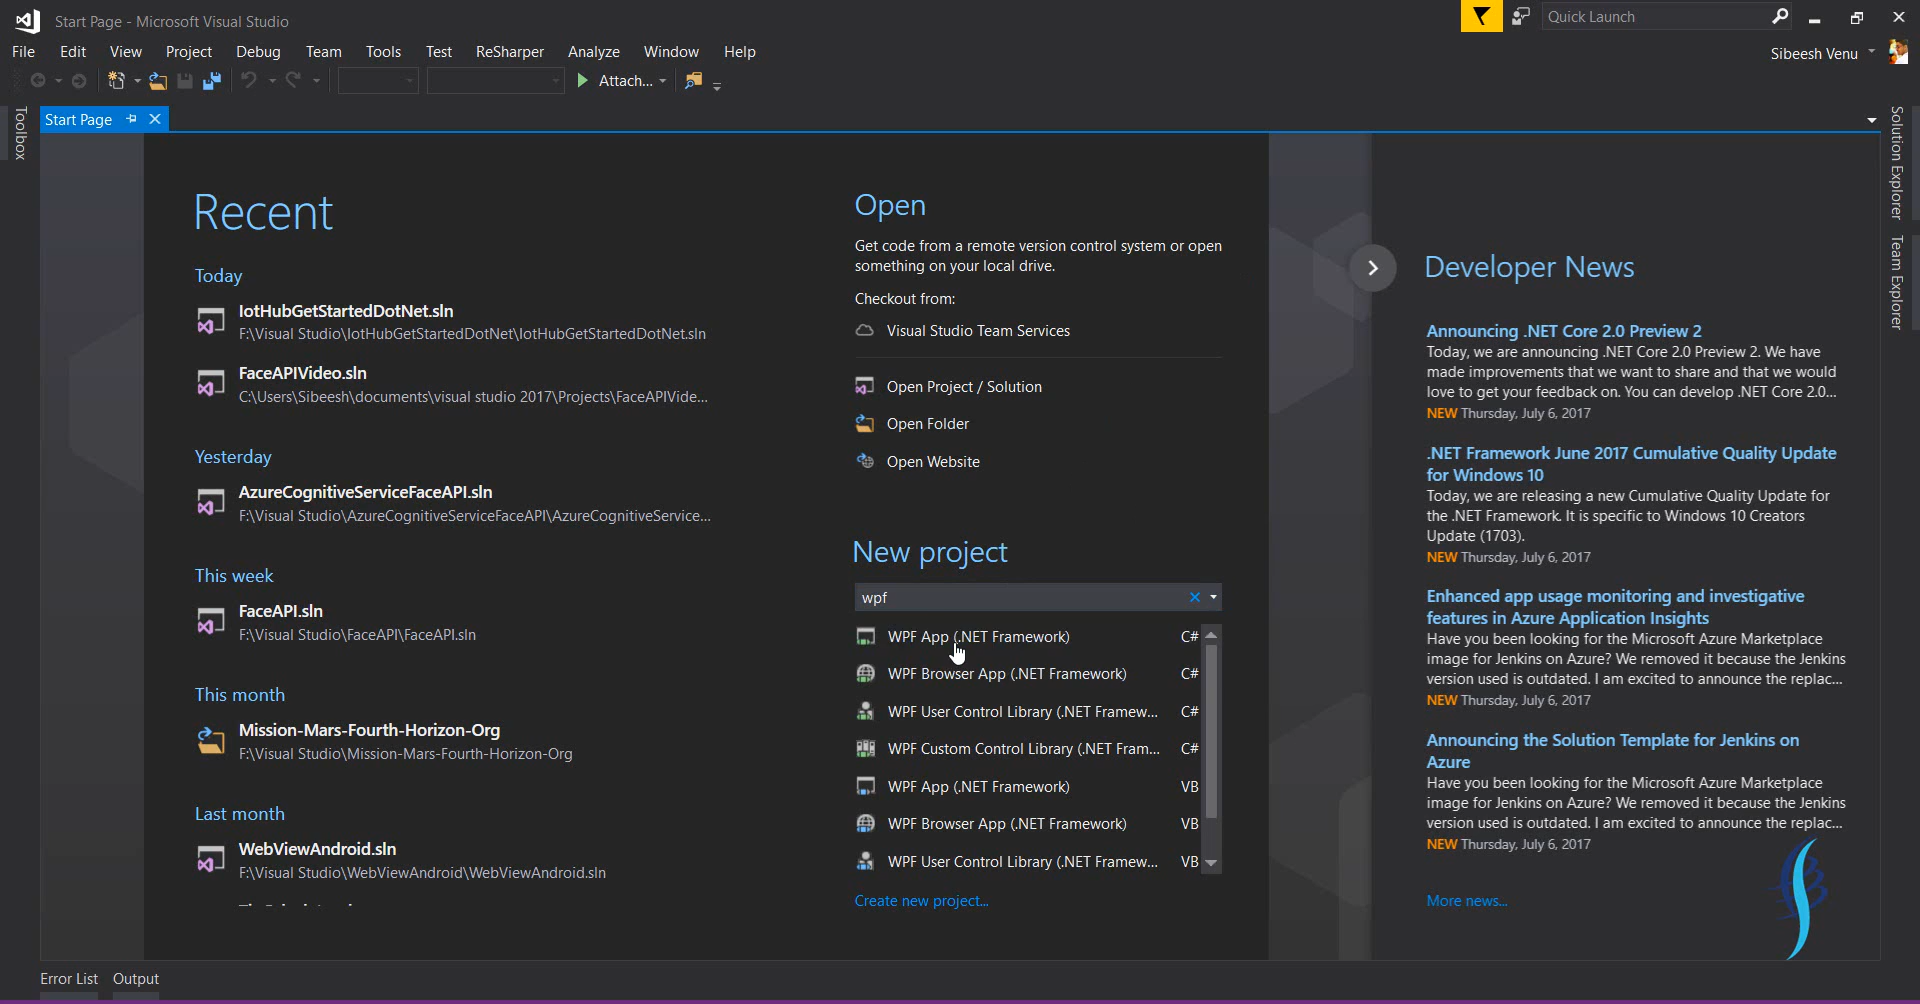 Start Page - Microsoft Visual Studio
Quick Launch
File Edit View Project Debug Team Tools Test ReSharper Analyze Window Help
Sibeesh Venu
Attach...
Toolbox
Start Page
Recent
Today
IotHubGetStartedDotNet.sln
F:\Visual Studio\IotHubGetStartedDotNet\IotHubGetStartedDotNet.sln
FaceAPIVideo.sln
C:\Users\Sibeesh\documents\visual studio 2017\Projects\FaceAPIVide...
Yesterday
AzureCognitiveServiceFaceAPI.sln
F:\Visual Studio\AzureCognitiveServiceFaceAPI\AzureCognitiveService...
This week
FaceAPI.sln
F:\Visual Studio\FaceAPI\FaceAPI.sln
This month
Mission-Mars-Fourth-Horizon-Org
F:\Visual Studio\Mission-Mars-Fourth-Horizon-Org
Last month
WebViewAndroid.sln
F:\Visual Studio\WebViewAndroid\WebViewAndroid.sln
Open
Get code from a remote version control system or open
something on your local drive.
Checkout from:
Visual Studio Team Services
Open Project / Solution
Open Folder
Open Website
New project
wpf
WPF App (.NET Framework) C#
WPF Browser App (.NET Framework) C#
WPF User Control Library (.NET Framew... C#
WPF Custom Control Library (.NET Fram... C#
WPF App (.NET Framework) VB
WPF Browser App (.NET Framework) VB
WPF User Control Library (.NET Framew... VB
Create new project...
Developer News
Announcing .NET Core 2.0 Preview 2
Today, we are announcing .NET Core 2.0 Preview 2. We have
made improvements that we want to share and that we would
love to get your feedback on. You can develop .NET Core 2.0...
NEW Thursday, July 6, 2017
.NET Framework June 2017 Cumulative Quality Update
for Windows 10
Today, we are releasing a new Cumulative Quality Update for
the .NET Framework. It is specific to Windows 10 Creators
Update (1703).
NEW Thursday, July 6, 2017
Enhanced app usage monitoring and investigative
features in Azure Application Insights
Have you been looking for the Microsoft Azure Marketplace
image for Jenkins on Azure? We removed it because the Jenkins
version used is outdated. I am excited to announce the replac...
NEW Thursday, July 6, 2017
Announcing the Solution Template for Jenkins on
Azure
Have you been looking for the Microsoft Azure Marketplace
image for Jenkins on Azure? We removed it because the Jenkins
version used is outdated. I am excited to announce the replac...
NEW Thursday, July 6, 2017
More news...
Solution Explorer
Team Explorer
Error List Output